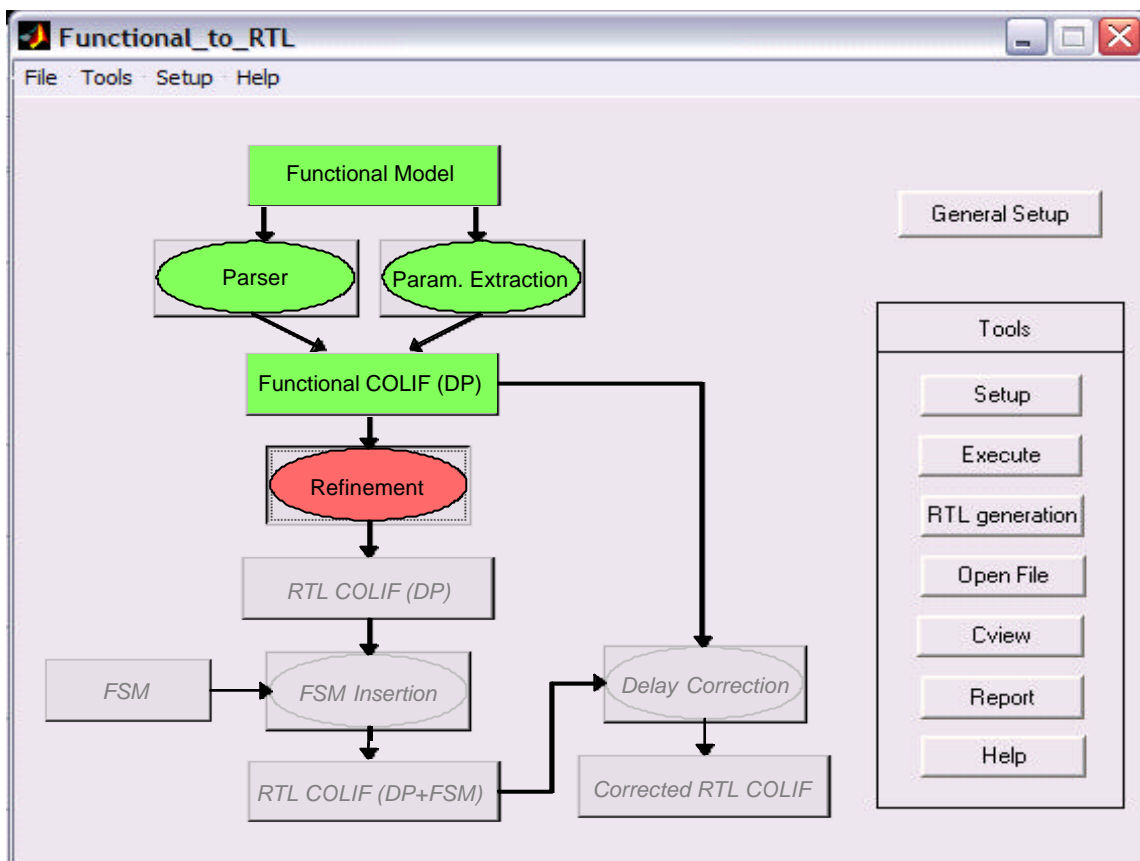 Functional_to_RTL
File Tools Setup Help
Functional Model
General Setup
Parser
Param. Extraction
Tools
Functional COLIF (DP)
Setup
Execute
Refinement
RTL generation
Open File
RTL COLIF (DP)
Cview
FSM
FSM Insertion
Delay Correction
Report
Help
RTL COLIF (DP+FSM)
Corrected RTL COLIF